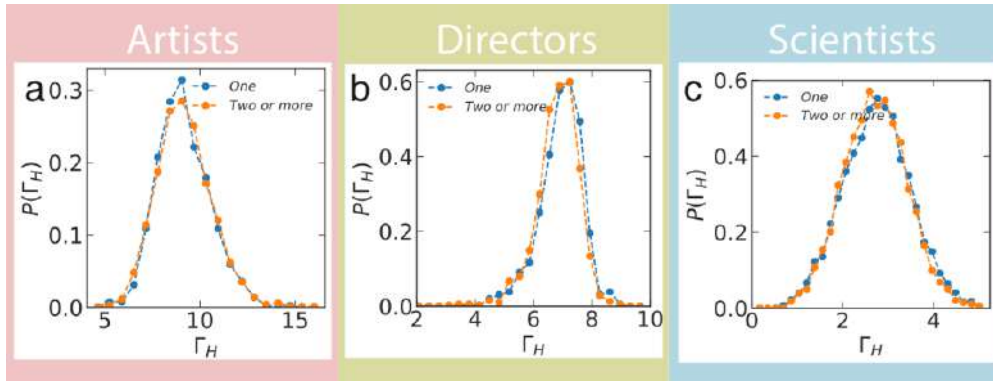 Artists
Directors
Scientists
a
One
Two or more
P(Γ_H)
0.3
0.2
0.1
0.0
5
10
15
Γ_H
b
One
Two or more
P(Γ_H)
0.6
0.4
0.2
0.0
2
4
6
8
10
Γ_H
c
One
Two or more
P(Γ_H)
0.6
0.4
0.2
0.0
0
2
4
Γ_H